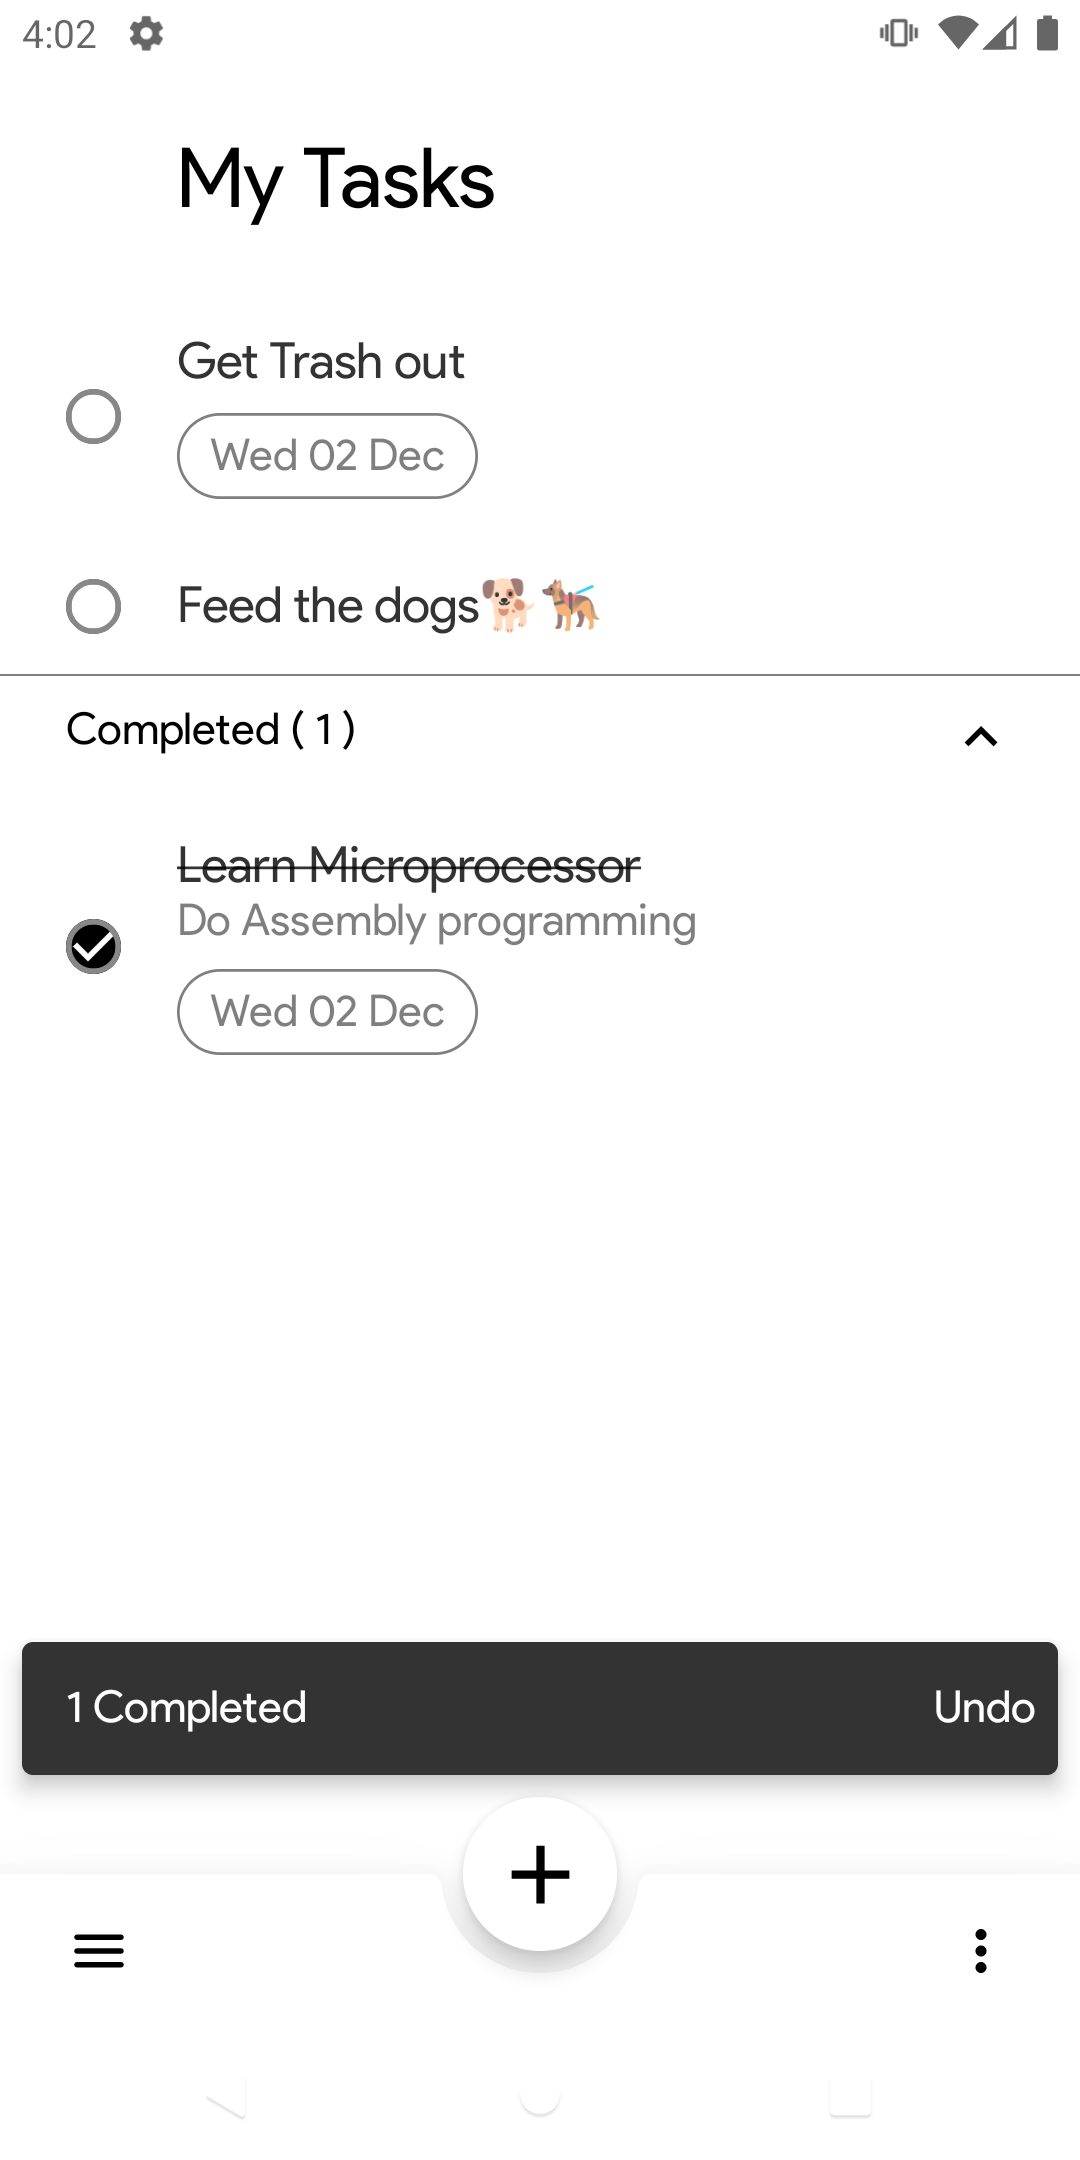 4:02
My Tasks
Get Trash out
Wed 02 Dec
Feed the dogs🐕🐕‍🦺
Completed ( 1 )
Learn Microprocessor
Do Assembly programming
Wed 02 Dec
1 Completed
Undo